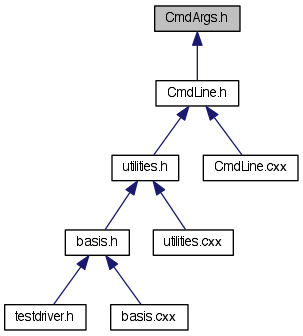 CmdArgs.h
CmdLine.h
utilities.h
CmdLine.cxx
basis.h
utilities.cxx
testdriver.h
basis.cxx